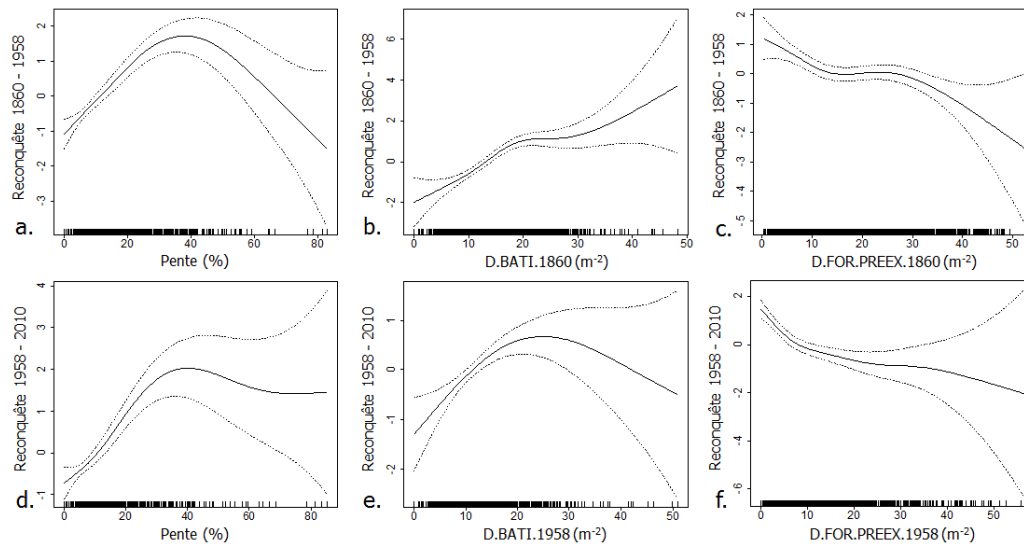 Reconquête 1860 - 1958
2
1
0
-1
-3
0 20 40 60 80
a.
Pente (%)
Reconquête 1860 - 1958
6
4
2
0
-2
0 10 20 30 40 50
b.
D.BATI.1860 (m-2)
Reconquête 1860 - 1958
2
1
0
-1
-2
-3
-4
-5
0 10 20 30 40 50
c.
D.FOR.PREEX.1860 (m-2)
Reconquête 1958 - 2010
4
3
2
1
0
-1
0 20 40 60 80
d.
Pente (%)
Reconquête 1958 - 2010
1
0
-2
0 10 20 30 40 50
e.
D.BATI.1958 (m-2)
Reconquête 1958 - 2010
2
0
-2
-4
-6
0 10 20 30 40 50
f.
D.FOR.PREEX.1958 (m-2)